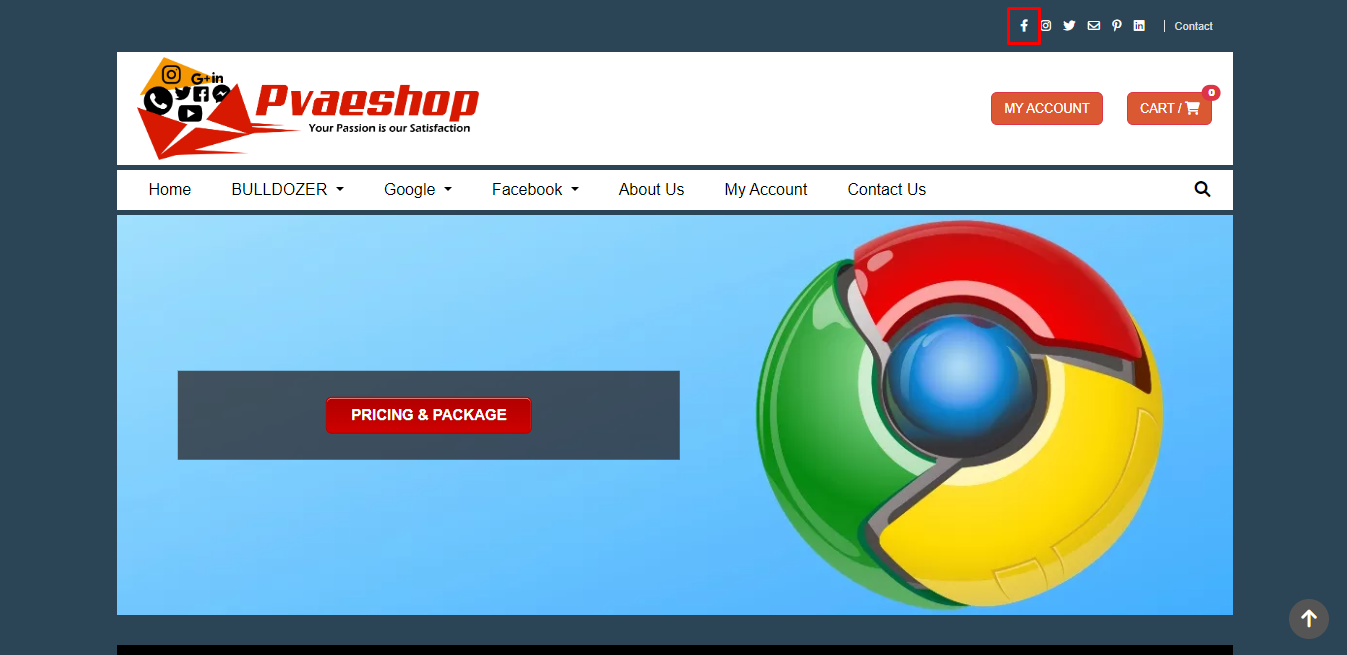 Contact
G+ in
Pvaeshop
Your Passion is our Satisfaction
MY ACCOUNT
CART /
0
Home BULLDOZER Google Facebook About Us My Account Contact Us
PRICING & PACKAGE